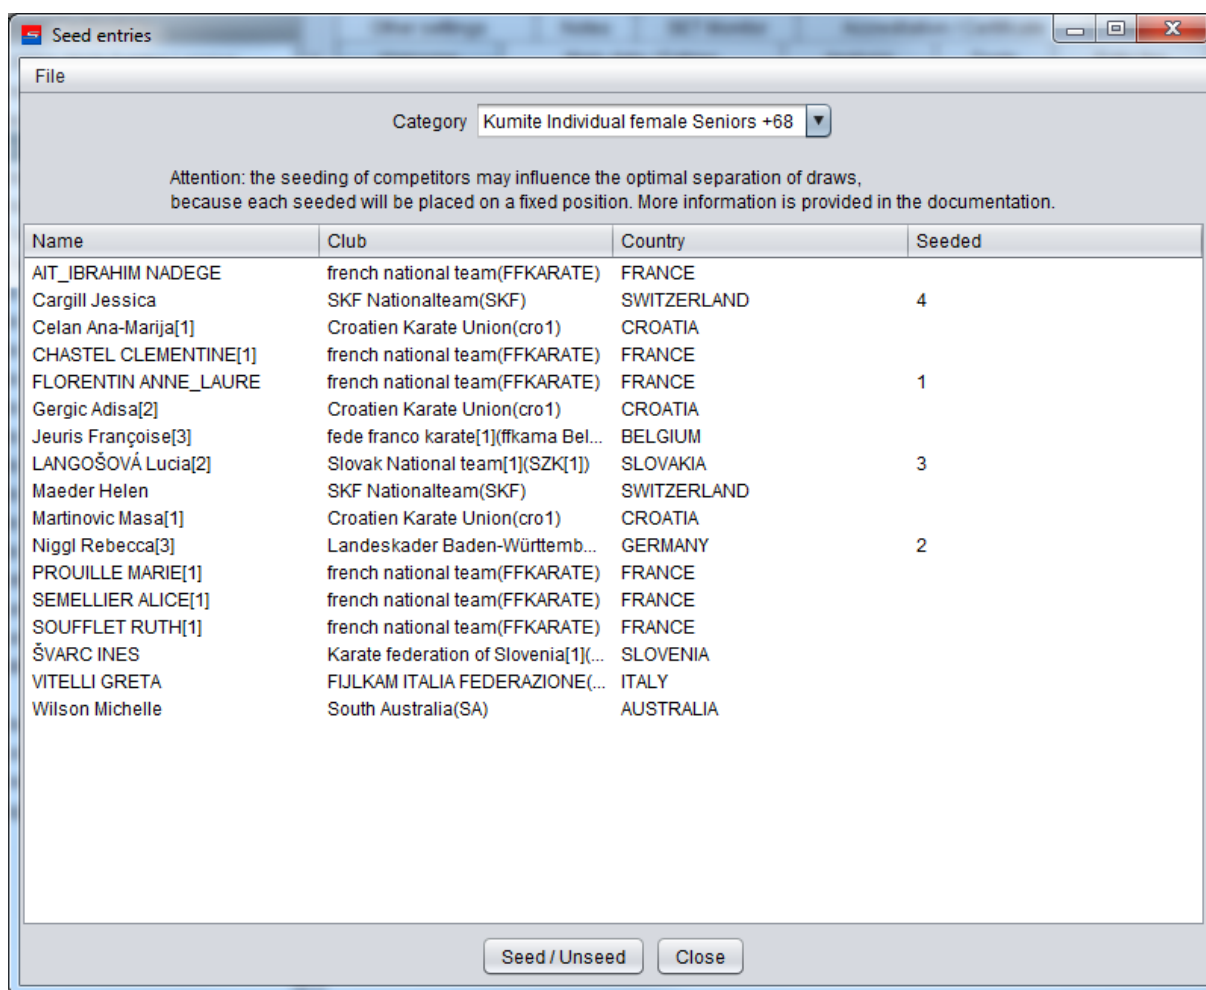 Seed entries
File
Category Kumite Individual female Seniors +68
Attention: the seeding of competitors may influence the optimal separation of draws,
because each seeded will be placed on a fixed position. More information is provided in the documentation.
Name Club Country Seeded
AIT_IBRAHIM NADEGE french national team(FFKARATE) FRANCE
Cargill Jessica SKF Nationalteam(SKF) SWITZERLAND 4
Celan Ana-Marija[1] Croatien Karate Union(cro1) CROATIA
CHASTEL CLEMENTINE[1] french national team(FFKARATE) FRANCE
FLORENTIN ANNE_LAURE french national team(FFKARATE) FRANCE 1
Gergic Adisa[2] Croatien Karate Union(cro1) CROATIA
Jeuris Françoise[3] fede franco karate[1](ffkama Bel... BELGIUM
LANGOŠOVÁ Lucia[2] Slovak National team[1](SZK[1]) SLOVAKIA 3
Maeder Helen SKF Nationalteam(SKF) SWITZERLAND
Martinovic Masa[1] Croatien Karate Union(cro1) CROATIA
Niggl Rebecca[3] Landeskader Baden-Württemb... GERMANY 2
PROUILLE MARIE[1] french national team(FFKARATE) FRANCE
SEMELLIER ALICE[1] french national team(FFKARATE) FRANCE
SOUFFLET RUTH[1] french national team(FFKARATE) FRANCE
ŠVARC INES Karate federation of Slovenia[1](... SLOVENIA
VITELLI GRETA FIJLKAM ITALIA FEDERAZIONE(... ITALY
Wilson Michelle South Australia(SA) AUSTRALIA
Seed / Unseed Close